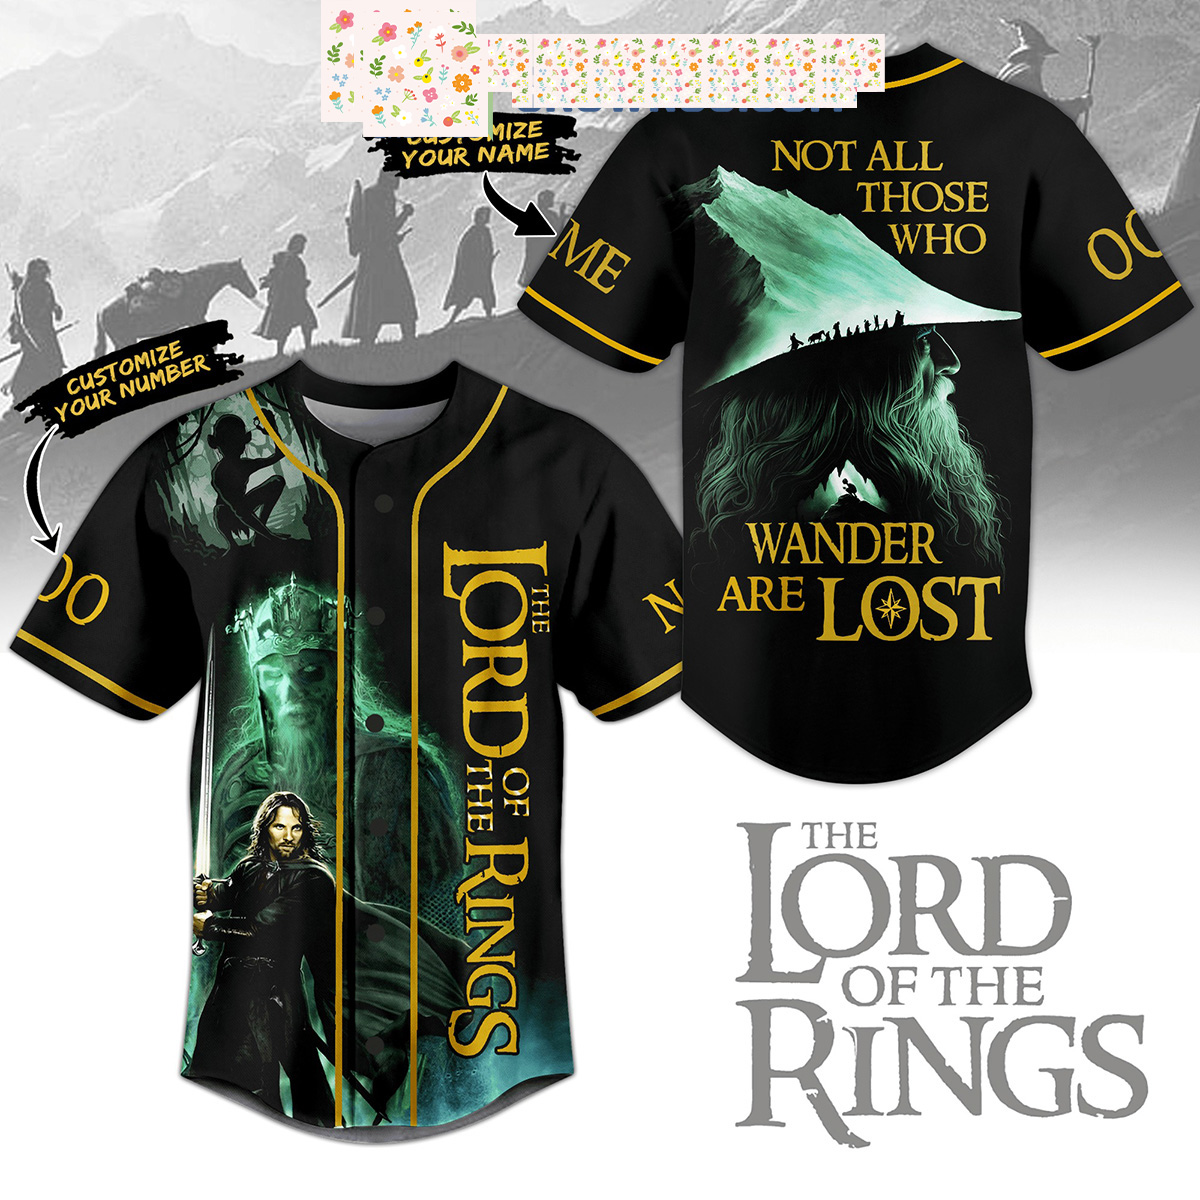 CUSTOMIZE
YOUR NAME
NOT ALL
THOSE
WHO
ME
OO
WANDER
ARE LOST
CUSTOMIZE
YOUR NUMBER
OO
N
THE
LORD
OF
THE
RINGS
THE
LORD
OF THE
RINGS